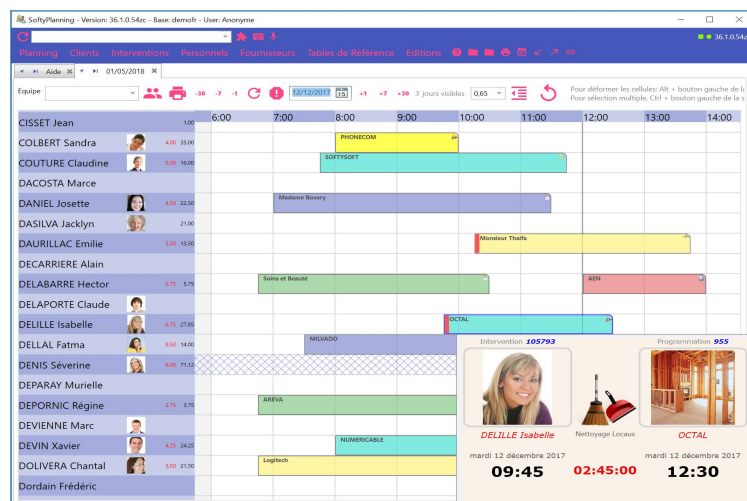 SoftyPlanning - Version: 36.1.0.54zc - Base: demofr - User: Anonyme
36.1.0.54zc
Planning Clients Interventions Personnels Fournisseurs Tables de Référence Editions
Aide 01/05/2018
Equipe -30 -7 -1 12/12/2017 15 +1 +7 +30 3 jours visibles 0,65
Pour déformer les cellules: Alt + bouton gauche de la
Pour sélection multiple, Ctrl + bouton gauche de la s
6:00 7:00 8:00 9:00 10:00 11:00 12:00 13:00 14:00
CISSET Jean 1,00
COLBERT Sandra 4.00 35.00 PHONECOM
COUTURE Claudine 5.00 16.00 SOFTYSOFT
DACOSTA Marce
DANIEL Josette 4.50 22.50 Madame Bovary
DASILVA Jacklyn 21,00
DAURILLAC Emilie 3.50 13.50 Monsieur Thaifa
DECARRIERE Alain
DELABARRE Hector 5.75 5.75 Soins et Beauté AEN
DELAPORTE Claude
DELILLE Isabelle 6.75 27.85 OCTAL
DELLAL Fatma 8.50 14.00 MILVADO
DENIS Séverine 8.00 71.12
DEPARAY Murielle
DEPORNIC Régine 3.75 3.75 AREVA
DEVIENNE Marc
DEVIN Xavier 4.25 24.25 NUMERICABLE
DOLIVERA Chantal 3.50 21.50 Logitech
Dordain Frédéric
Intervention 105793 Programmation 955
DELILLE Isabelle Nettoyage Locaux OCTAL
mardi 12 décembre 2017 mardi 12 décembre 2017
09:45 02:45:00 12:30